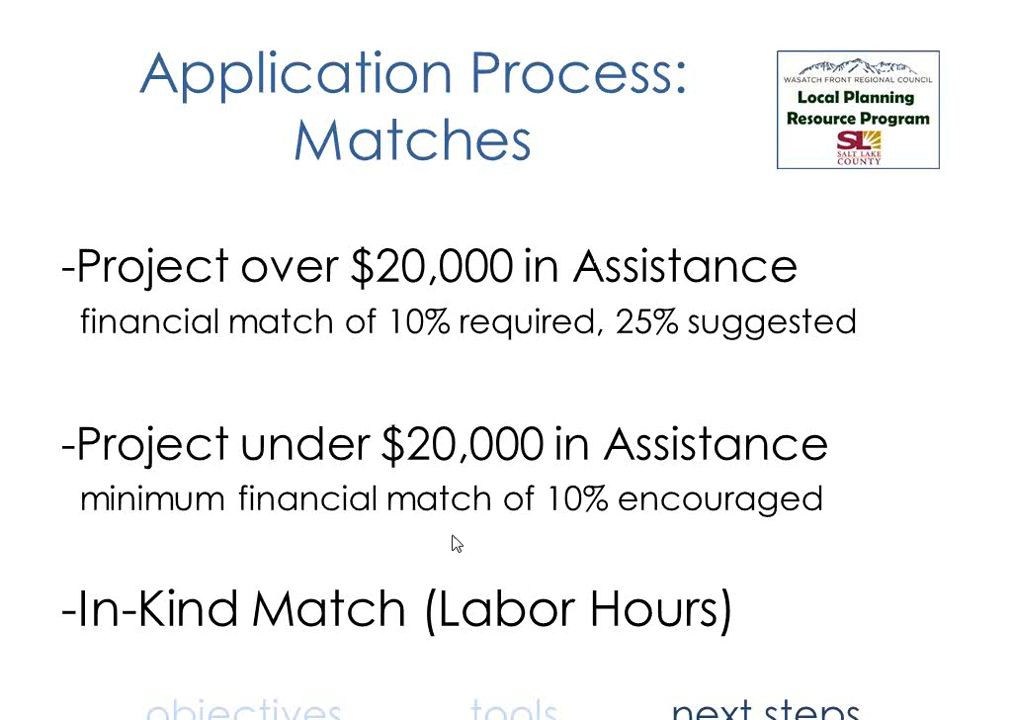 Application Process:
Matches
WASATCH FRONT REGIONAL COUNCIL
Local Planning
Resource Program
SL
SALT LAKE
COUNTY
-Project over $20,000 in Assistance
financial match of 10% required, 25% suggested
-Project under $20,000 in Assistance
minimum financial match of 10% encouraged
-In-Kind Match (Labor Hours)
objectives tools next steps